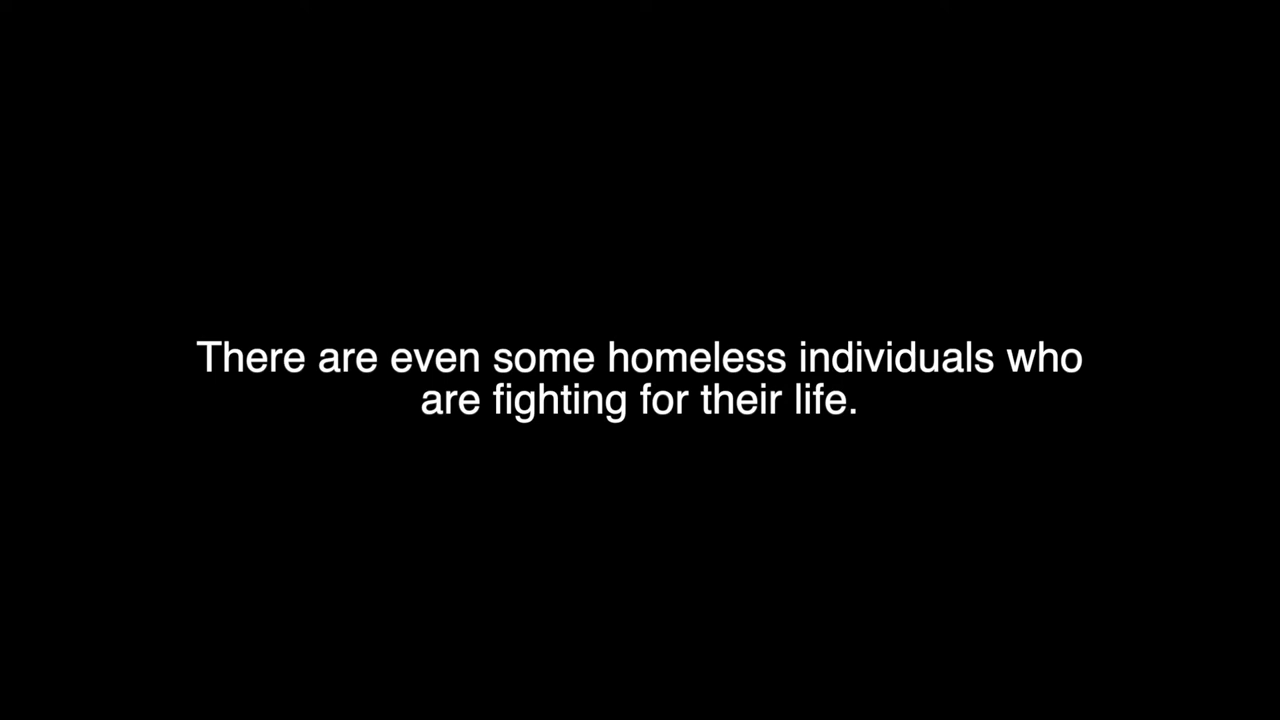 There are even some homeless individuals who
are fighting for their life.